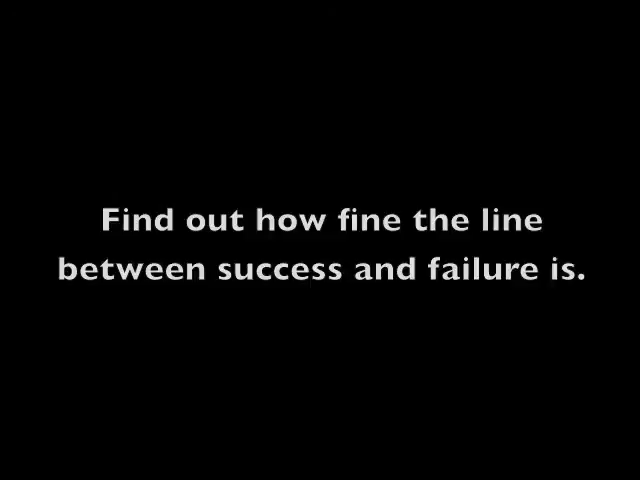 Find out how fine the line
between success and failure is.